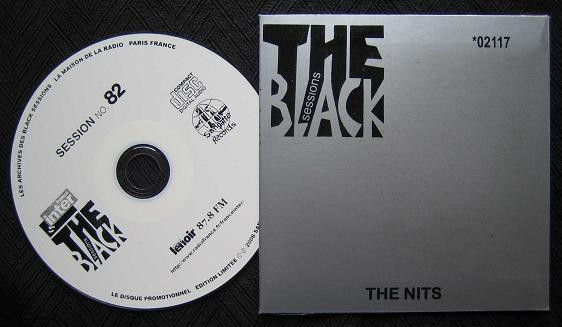 LES ARCHIVES DES BLACK SESSIONS LA MAISON DE LA RADIO PARIS FRANCE
SESSION NO 82
COMPACT
disc
DIGITAL AUDIO
Records
inter
THE
BLACK
lenoir 87.8 FM
LE DISQUE PROMOTIONNEL EDITION LIMITEE
THE
sessions
BLACK
*02117
THE NITS